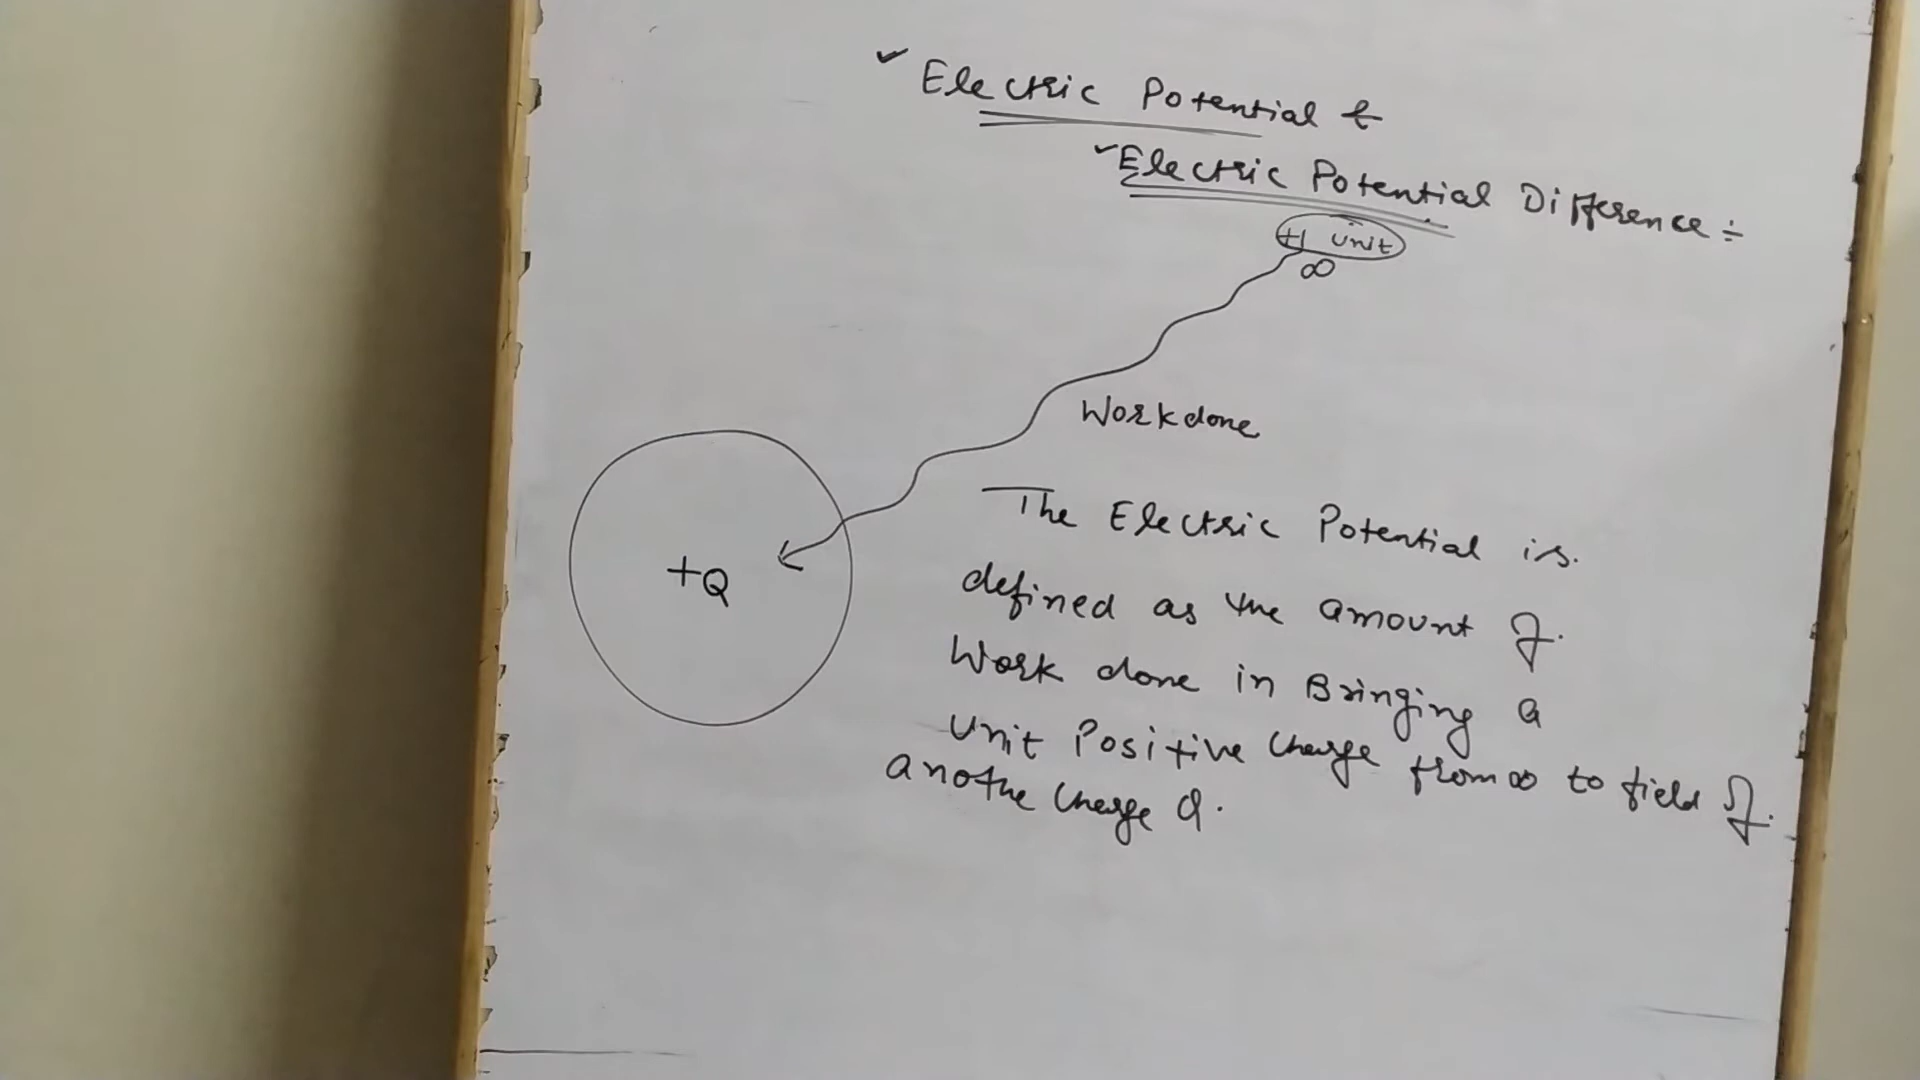 Electric Potential &
Electric Potential Difference ÷
+1 unit
∞
Workdone
+Q
The Electric Potential is.
defined as the amount of.
Work done in Bringing a
unit Positive charge from ∞ to field of.
anothe charge Q.